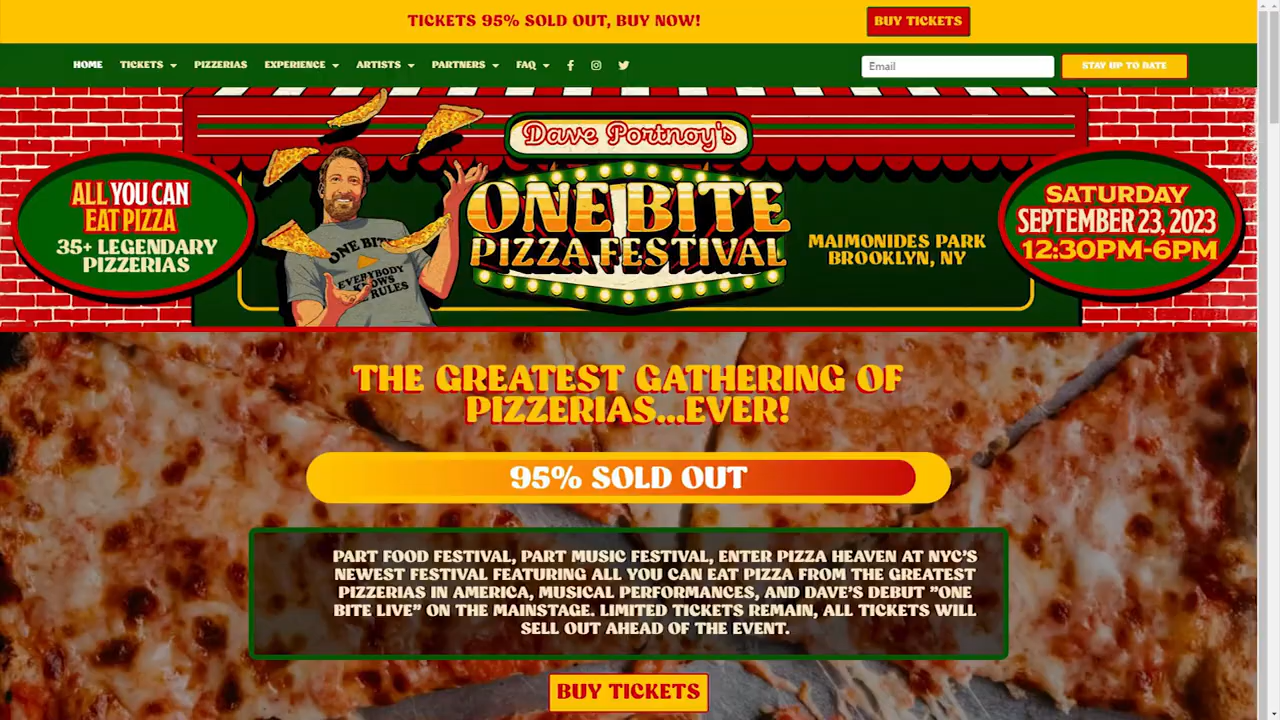 TICKETS 95% SOLD OUT, BUY NOW!
BUY TICKETS
HOME TICKETS PIZZERIAS EXPERIENCE ARTISTS PARTNERS FAQ
Email
STAY UP TO DATE
Dave Portnoy's
ONE BITE
PIZZA FESTIVAL
ALL YOU CAN
EAT PIZZA
35+ LEGENDARY
PIZZERIAS
ONE BITE
EVERYBODY
KNOWS
RULES
MAIMONIDES PARK
BROOKLYN, NY
SATURDAY
SEPTEMBER 23, 2023
12:30PM-6PM
THE GREATEST GATHERING OF
PIZZERIAS...EVER!
95% SOLD OUT
PART FOOD FESTIVAL, PART MUSIC FESTIVAL, ENTER PIZZA HEAVEN AT NYC'S
NEWEST FESTIVAL FEATURING ALL YOU CAN EAT PIZZA FROM THE GREATEST
PIZZERIAS IN AMERICA, MUSICAL PERFORMANCES, AND DAVE'S DEBUT "ONE
BITE LIVE" ON THE MAINSTAGE. LIMITED TICKETS REMAIN, ALL TICKETS WILL
SELL OUT AHEAD OF THE EVENT.
BUY TICKETS